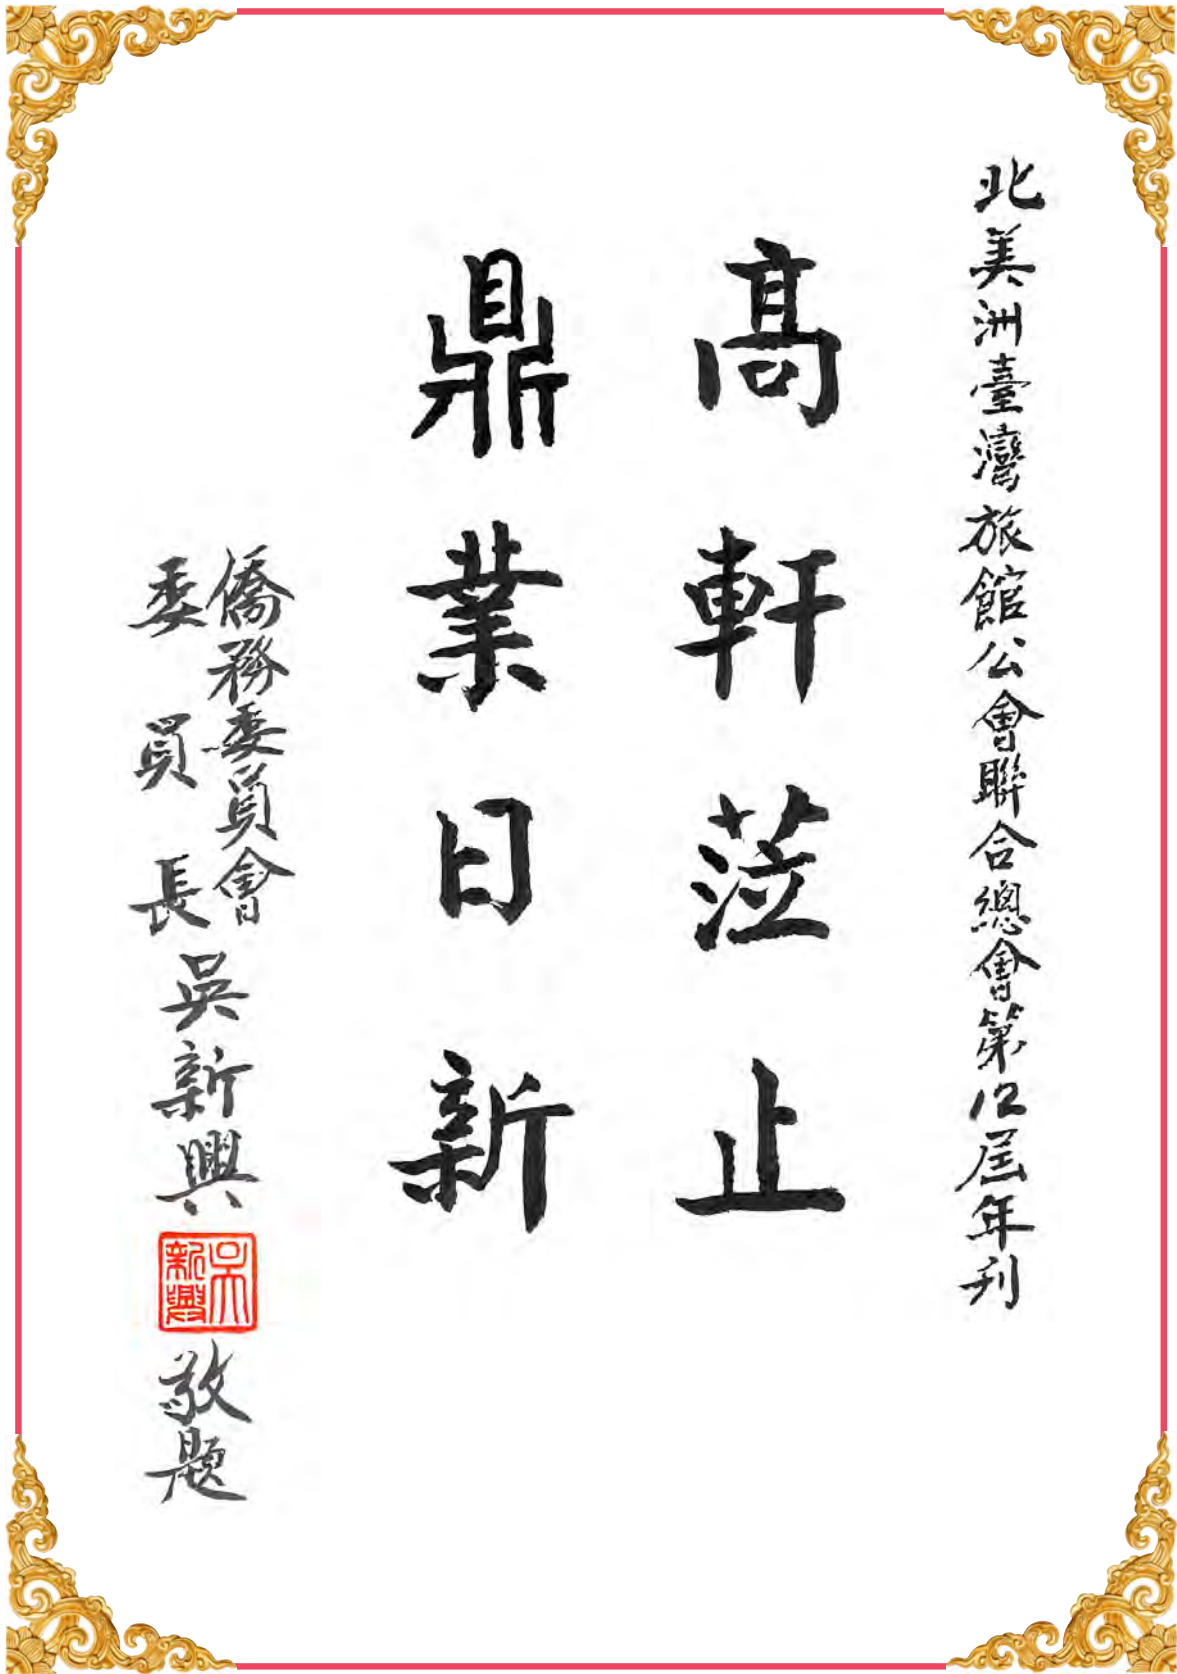 北美洲臺灣旅館公會聯合總會第12屆年刊
高軒蒞止
鼎業日新
僑務委員會
委員長
吳新興
吳新興
敬題